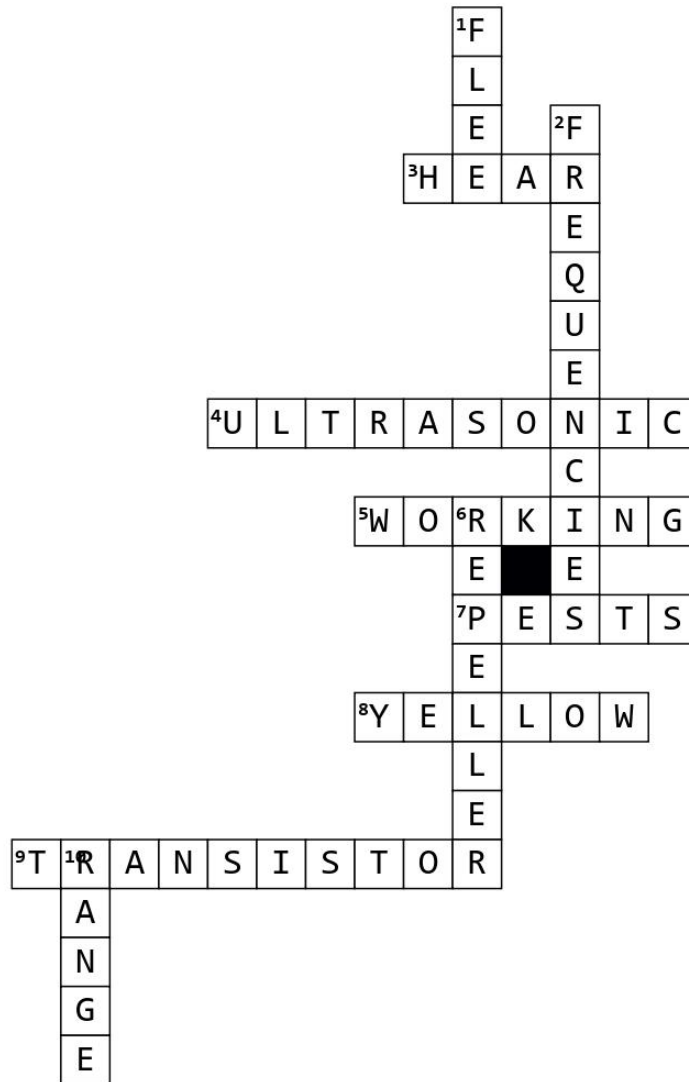 1F
L
E 2F
3H E A R
E
Q
U
E
4U L T R A S O N I C
C
5W O 6R K I N G
E E
7P E S T S
E
8Y E L L O W
L
E
9T 10R A N S I S T O R
A
N
G
E